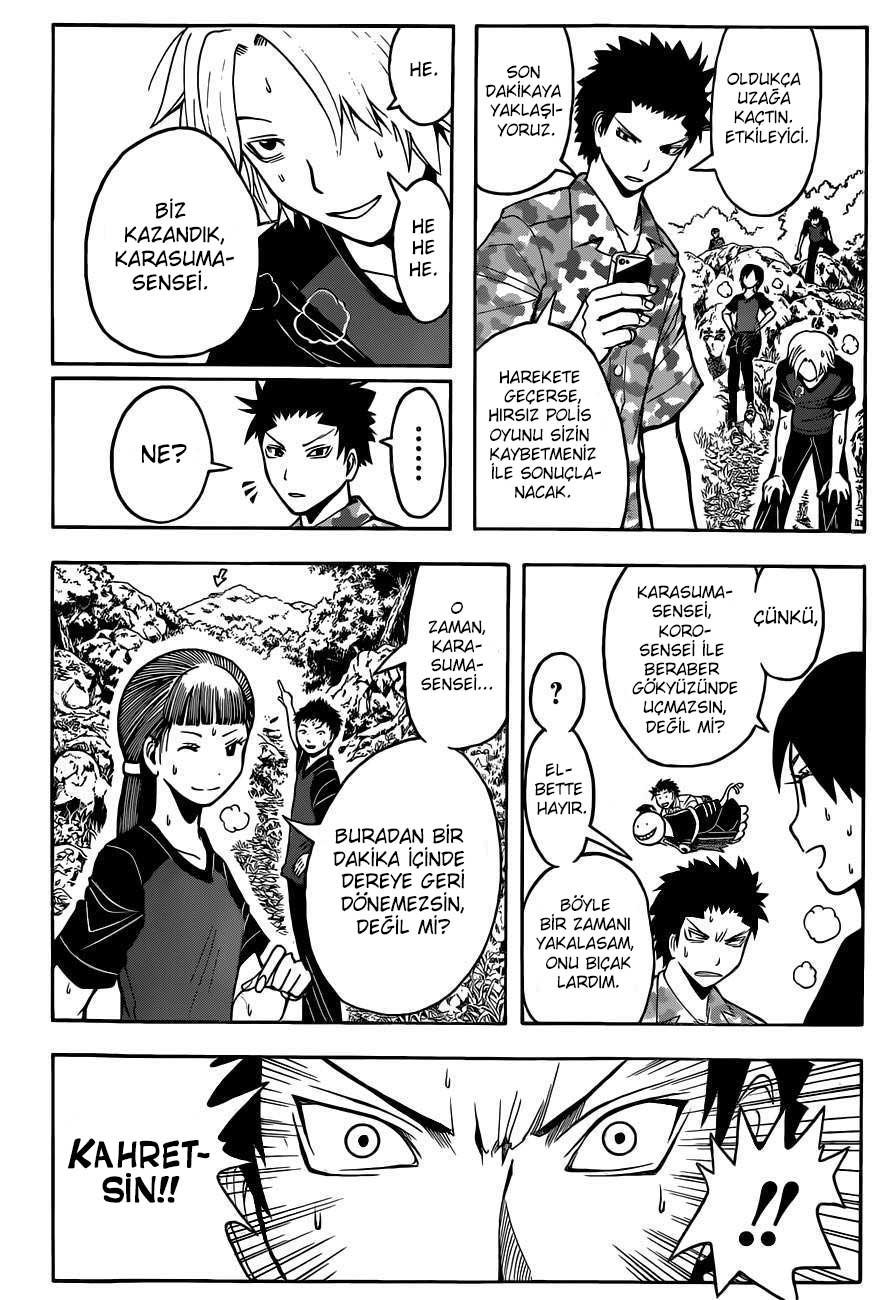 OLDUKÇA
UZAĞA
KAÇTIN.
ETKİLEYİCİ.
SON
DAKİKAYA
YAKLAŞI-
YORUZ.
HAREKETE
GEÇERSE,
HIRSIZ POLİS
OYUNU SİZİN
KAYBETMENİZ
İLE SONUÇLA-
NACAK.
HE.
HE
HE
HE.
BİZ
KAZANDIK,
KARASUMA-
SENSEI.
......
NE?
ÇÜNKÜ,
KARASUMA-
SENSEİ,
KORO-
SENSEİ İLE
BERABER
GÖKYÜZÜNDE
UÇMAZSIN,
DEĞİL Mİ?
?
EL-
BETTE
HAYIR.
BÖYLE
BİR ZAMANI
YAKALASAM,
ONU BIÇAK
LARDIM.
O
ZAMAN,
KARA-
SUMA-
SENSEİ...
BURADAN BİR
DAKİKA İÇİNDE
DEREYE GERİ
DÖNEMEZSİN,
DEĞİL Mİ?
!!
KAHRET-
SİN!!